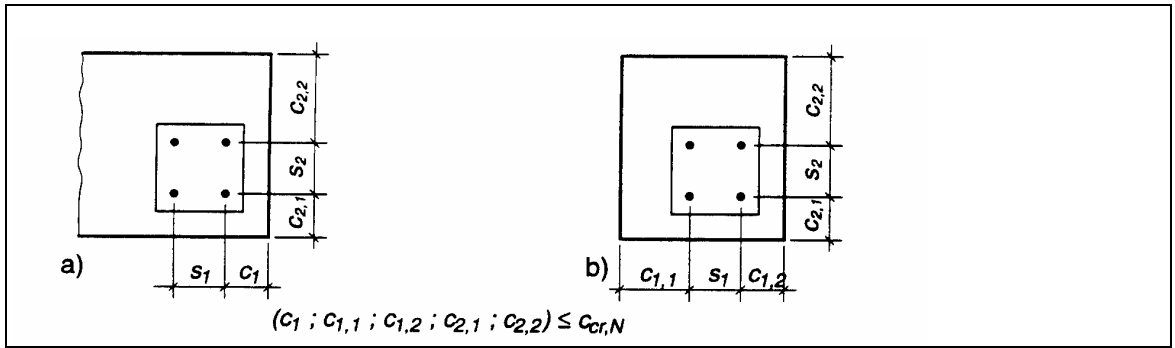 c2,2
s2
c2,1
a)
s1
c1
c2,2
s2
c2,1
b)
c1,1
s1
c1,2
(c1 ; c1,1 ; c1,2 ; c2,1 ; c2,2) ≤ ccr,N